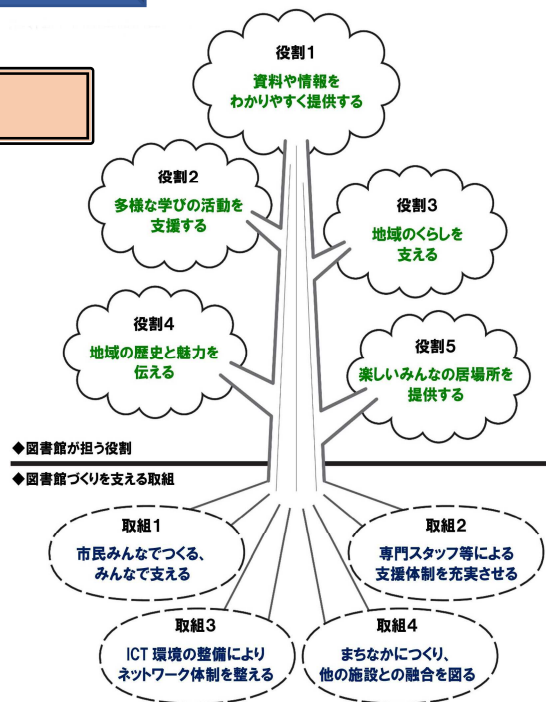 役割1
資料や情報を
わかりやすく提供する
役割2
多様な学びの活動を
支援する
役割3
地域のくらしを
支える
役割4
地域の歴史と魅力を
伝える
役割5
楽しいみんなの居場所を
提供する
◆図書館が担う役割
◆図書館づくりを支える取組
取組1
市民みんなでつくる、
みんなで支える
取組2
専門スタッフ等による
支援体制を充実させる
取組3
ICT 環境の整備により
ネットワーク体制を整える
取組4
まちなかにつくり、
他の施設との融合を図る